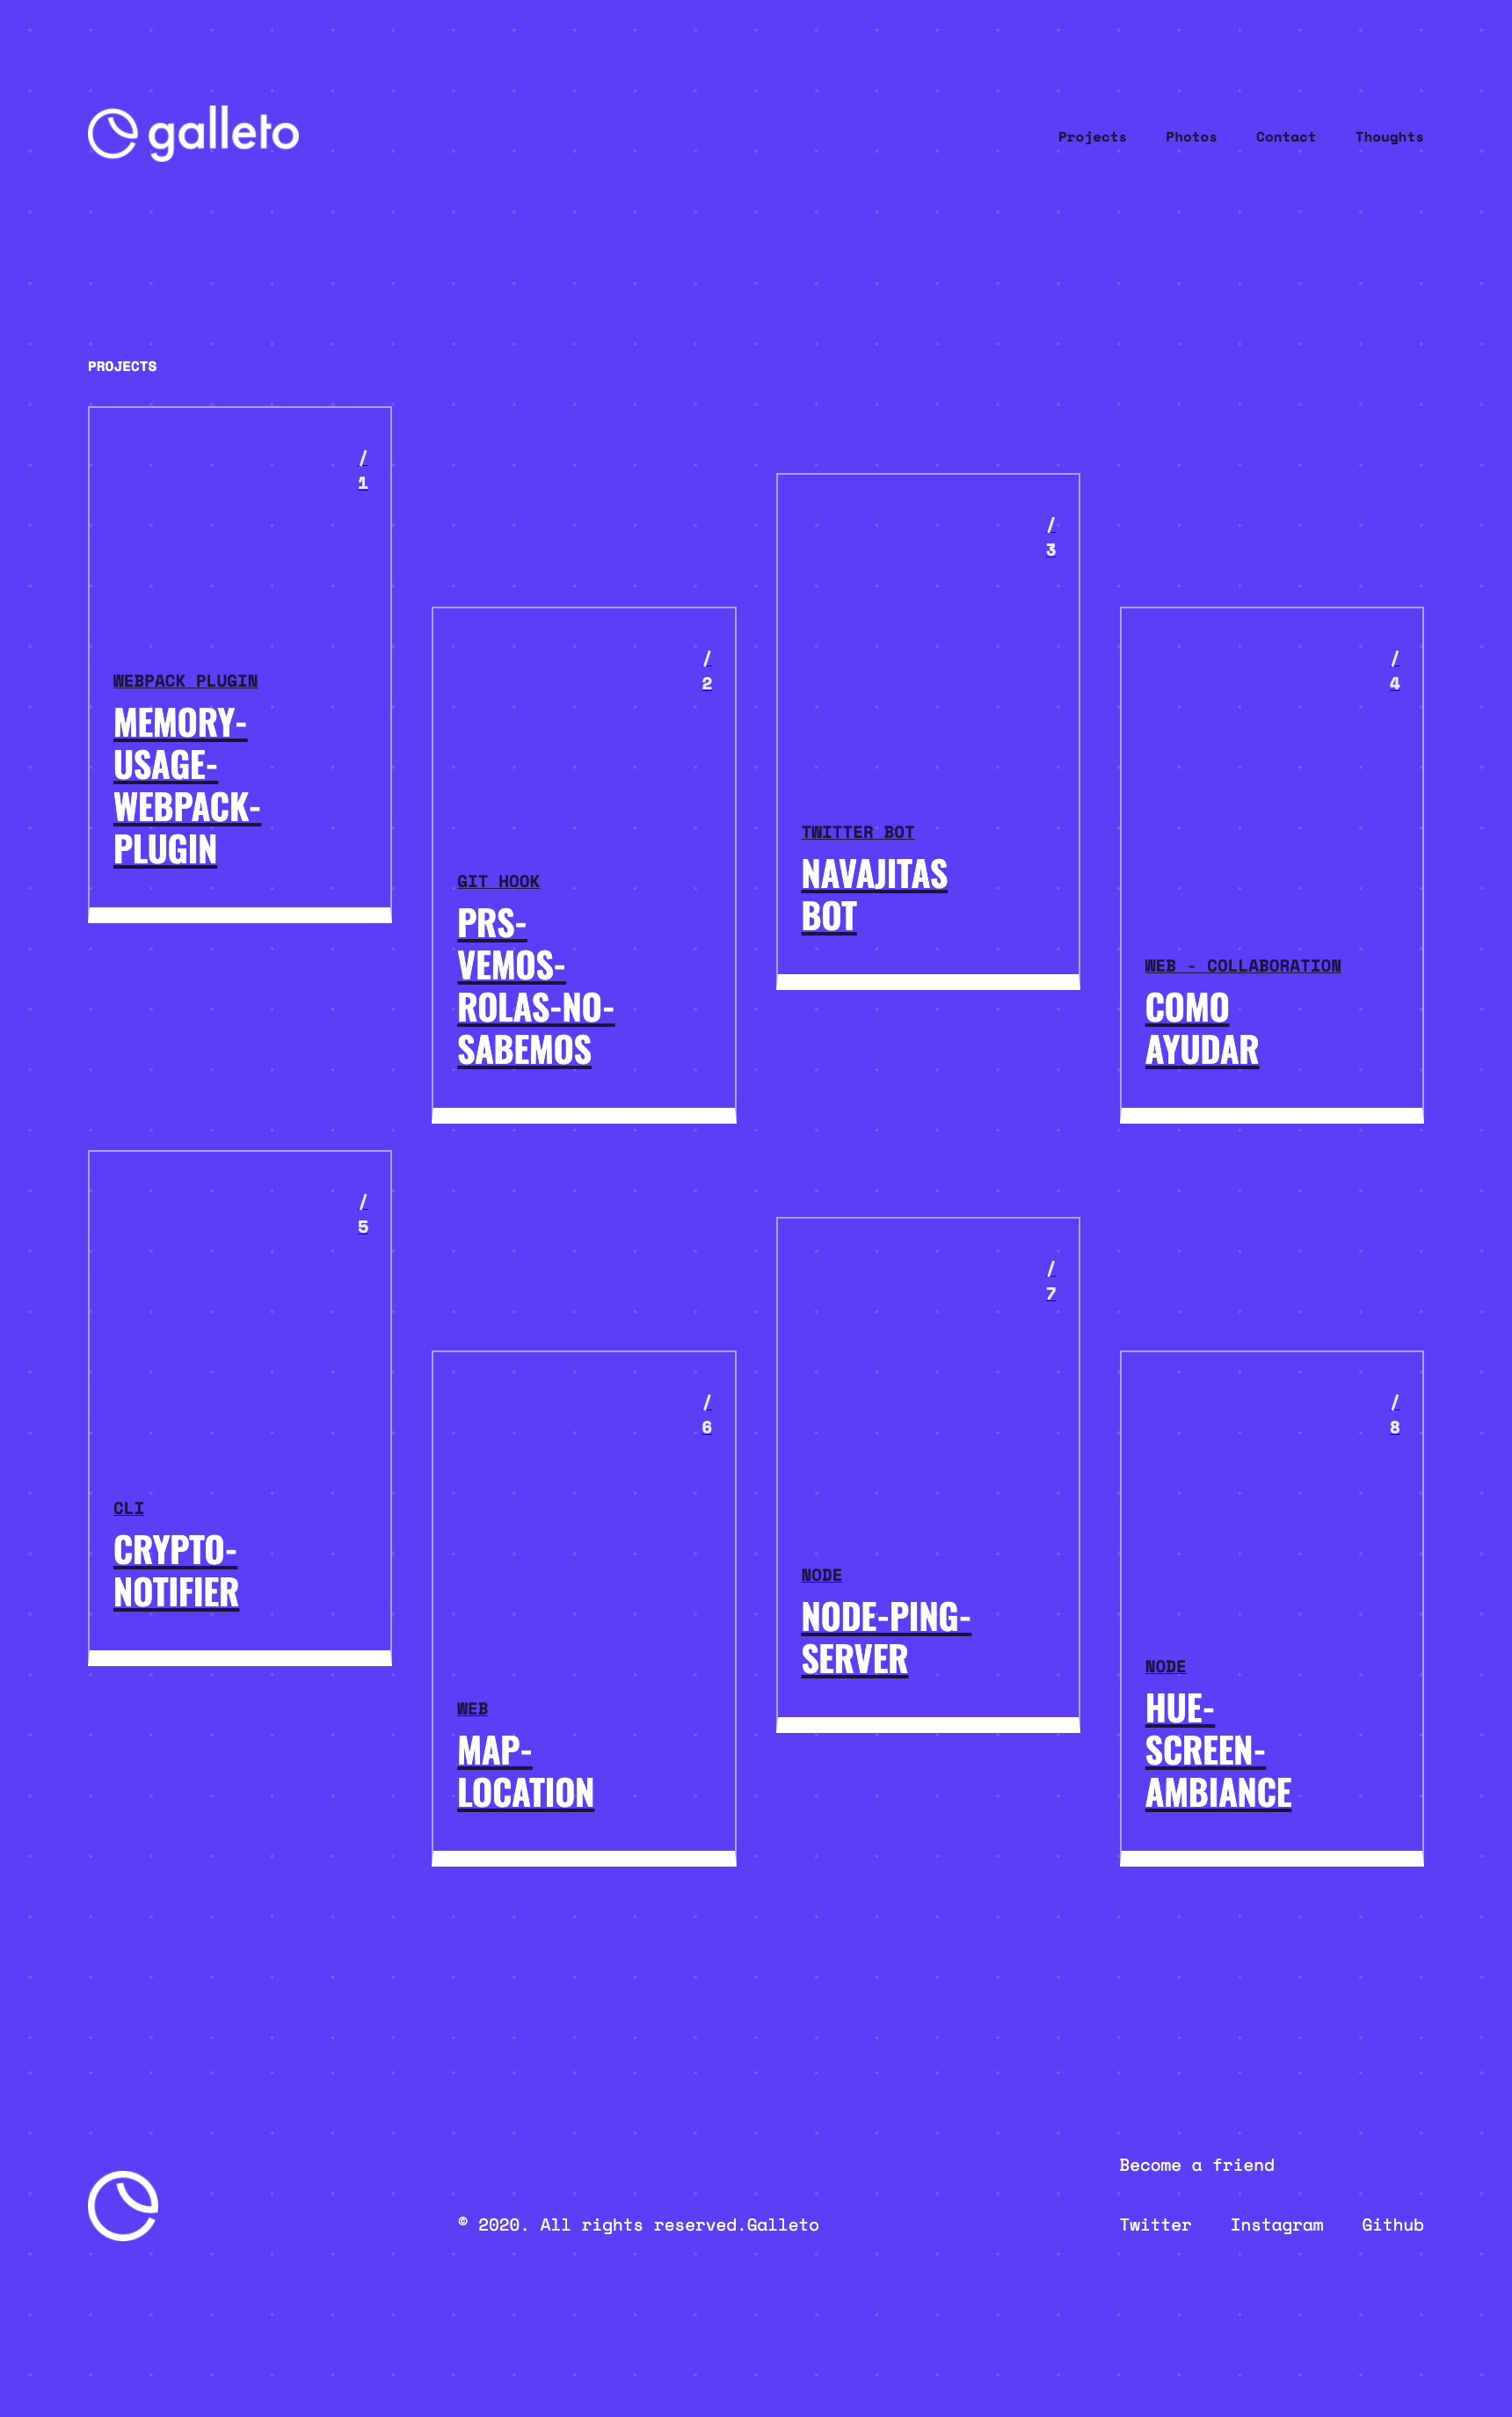 galleto
Projects Photos Contact Thoughts
PROJECTS
/
1
WEBPACK PLUGIN
MEMORY-
USAGE-
WEBPACK-
PLUGIN
/
2
GIT HOOK
PRS-
VEMOS-
ROLAS-NO-
SABEMOS
/
3
TWITTER BOT
NAVAJITAS
BOT
/
4
WEB - COLLABORATION
COMO
AYUDAR
/
5
CLI
CRYPTO-
NOTIFIER
/
6
WEB
MAP-
LOCATION
/
7
NODE
NODE-PING-
SERVER
/
8
NODE
HUE-
SCREEN-
AMBIANCE
© 2020. All rights reserved.Galleto
Become a friend
Twitter Instagram Github